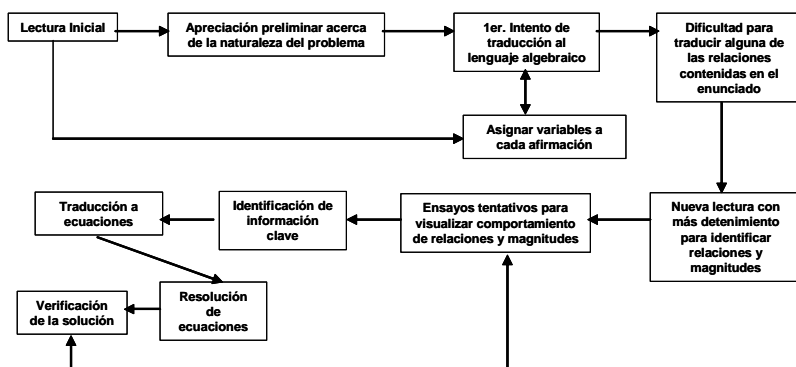 Lectura Inicial
Apreciación preliminar acerca
de la naturaleza del problema
1er. Intento de
traducción al
lenguaje algebraico
Dificultad para
traducir alguna de
las relaciones
contenidas en el
enunciado
Asignar variables a
cada afirmación
Nueva lectura con
más detenimiento
para identificar
relaciones y
magnitudes
Ensayos tentativos para
visualizar comportamiento
de relaciones y magnitudes
Identificación de
información
clave
Traducción a
ecuaciones
Resolución
de
ecuaciones
Verificación
de la solución